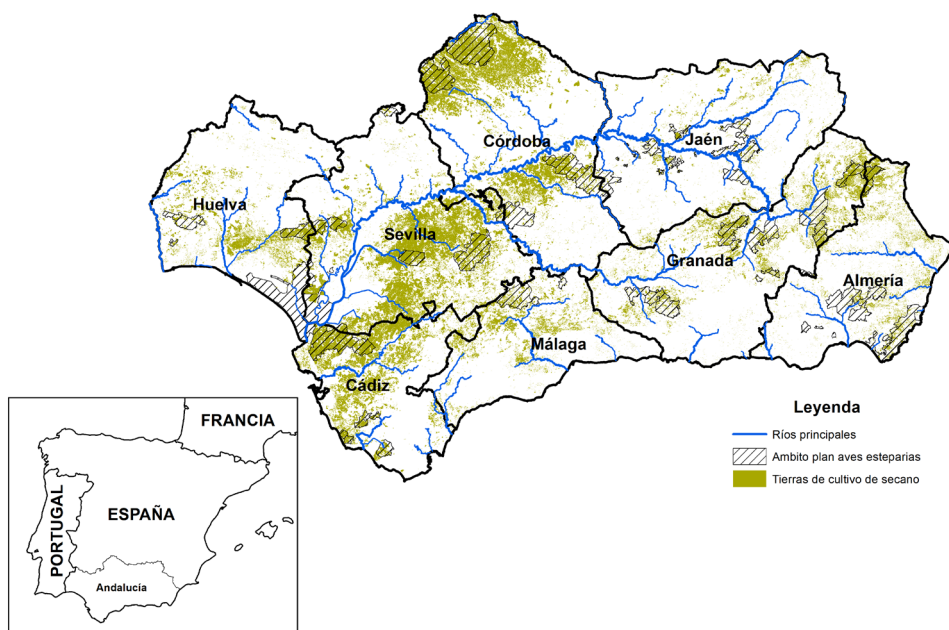 Córdoba
Jaén
Huelva
Sevilla
Granada
Almería
Málaga
Cádiz
Leyenda
Ríos principales
Ambito plan aves esteparias
Tierras de cultivo de secano
FRANCIA
PORTUGAL
ESPAÑA
Andalucía